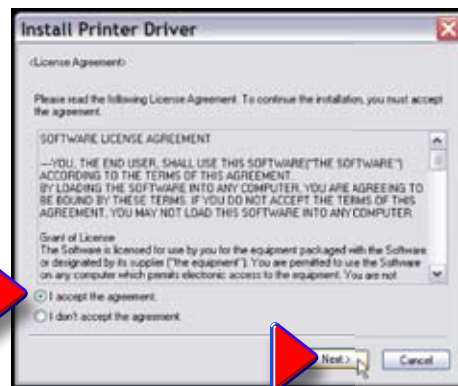 Install Printer Driver
<License Agreement>
Please read the following License Agreement. To continue the installation, you must accept
the agreement.
SOFTWARE LICENSE AGREEMENT
---YOU, THE END USER, SHALL USE THIS SOFTWARE("THE SOFTWARE")
ACCORDING TO THE TERMS OF THIS AGREEMENT.
BY LOADING THE SOFTWARE INTO ANY COMPUTER, YOU ARE AGREEING TO
BE BOUND BY THESE TERMS. IF YOU DO NOT ACCEPT THE TERMS OF THIS
AGREEMENT, YOU MAY NOT LOAD THIS SOFTWARE INTO ANY COMPUTER.
Grant of License
The Software is licensed for use by you for the equipment packaged with the Software
or designated by its supplier ("the equipment"). You are permitted to use the Software
on any computer which permits electronic access to the equipment. You are not
I accept the agreement.
I don't accept the agreement.
Next >
Cancel